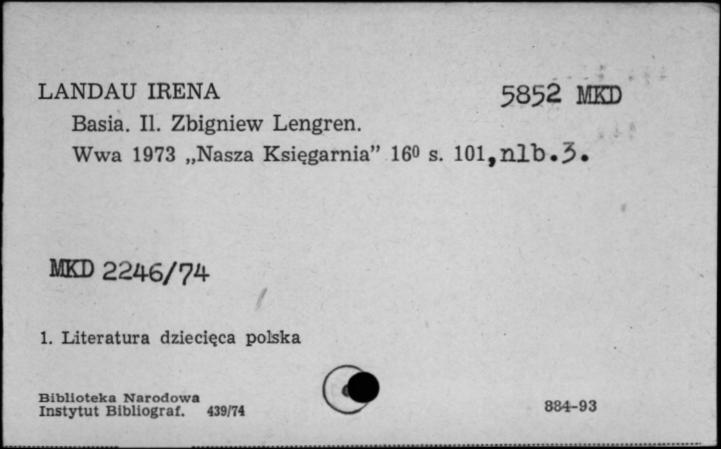 LANDAU IRENA 5852 MKD
Basia. Il. Zbigniew Lengren.
Wwa 1973 „Nasza Księgarnia” 16⁰ s. 101, nlb. 3.
MKD 2246/74
1. Literatura dziecięca polska
Biblioteka Narodowa
Instytut Bibliograf. 439/74 884-93